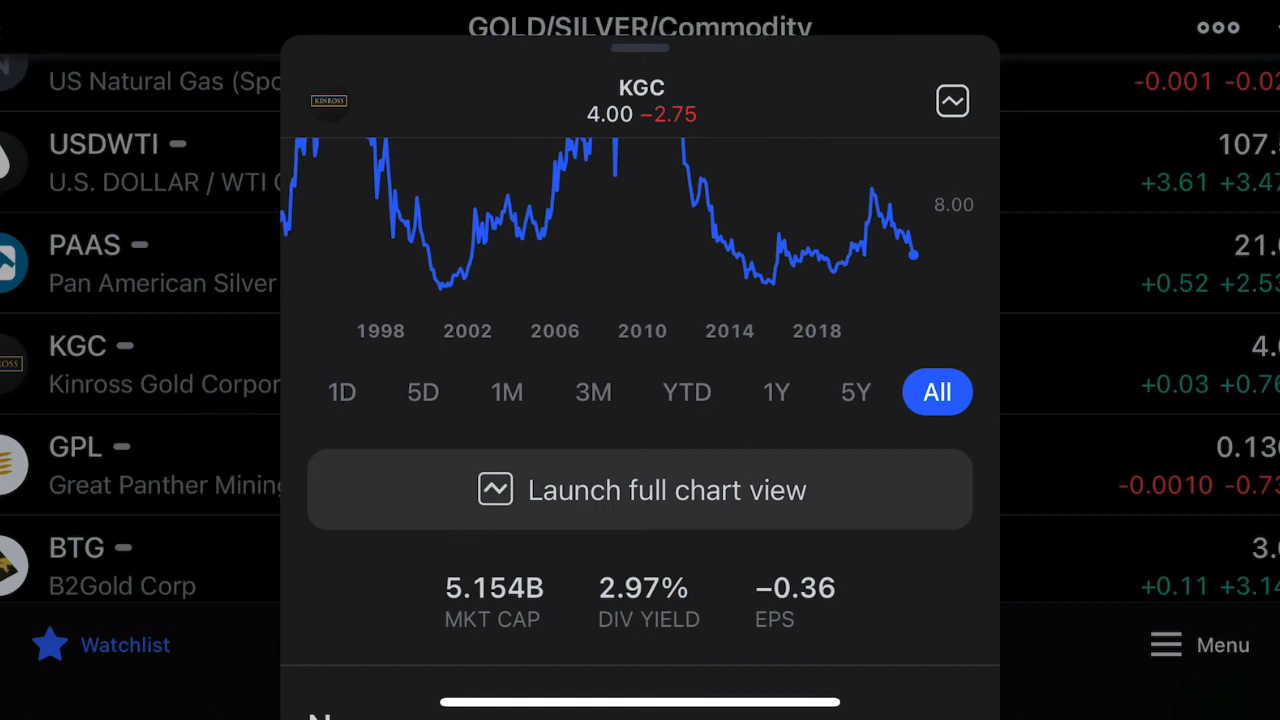 GOLD/SILVER/Commodity
US Natural Gas (Spo
-0.001 -0.02
KINROSS
KGC
4.00 −2.75
USDWTI
107.
U.S. DOLLAR / WTI
+3.61 +3.47
8.00
PAAS
21.
Pan American Silver
+0.52 +2.53
1998 2002 2006 2010 2014 2018
KGC
4.
Kinross Gold Corpor
+0.03 +0.76
1D 5D 1M 3M YTD 1Y 5Y All
GPL
0.130
Great Panther Mining
-0.0010 -0.73
Launch full chart view
BTG
3.
B2Gold Corp
+0.11 +3.14
5.154B 2.97% −0.36
MKT CAP DIV YIELD EPS
Watchlist
Menu